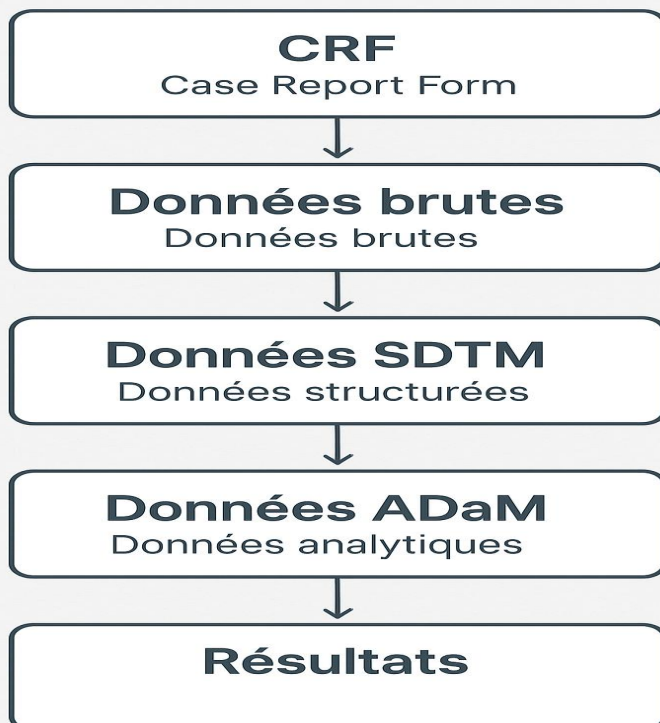 CRF
Case Report Form
Données brutes
Données brutes
Données SDTM
Données structurées
Données ADaM
Données analytiques
Résultats